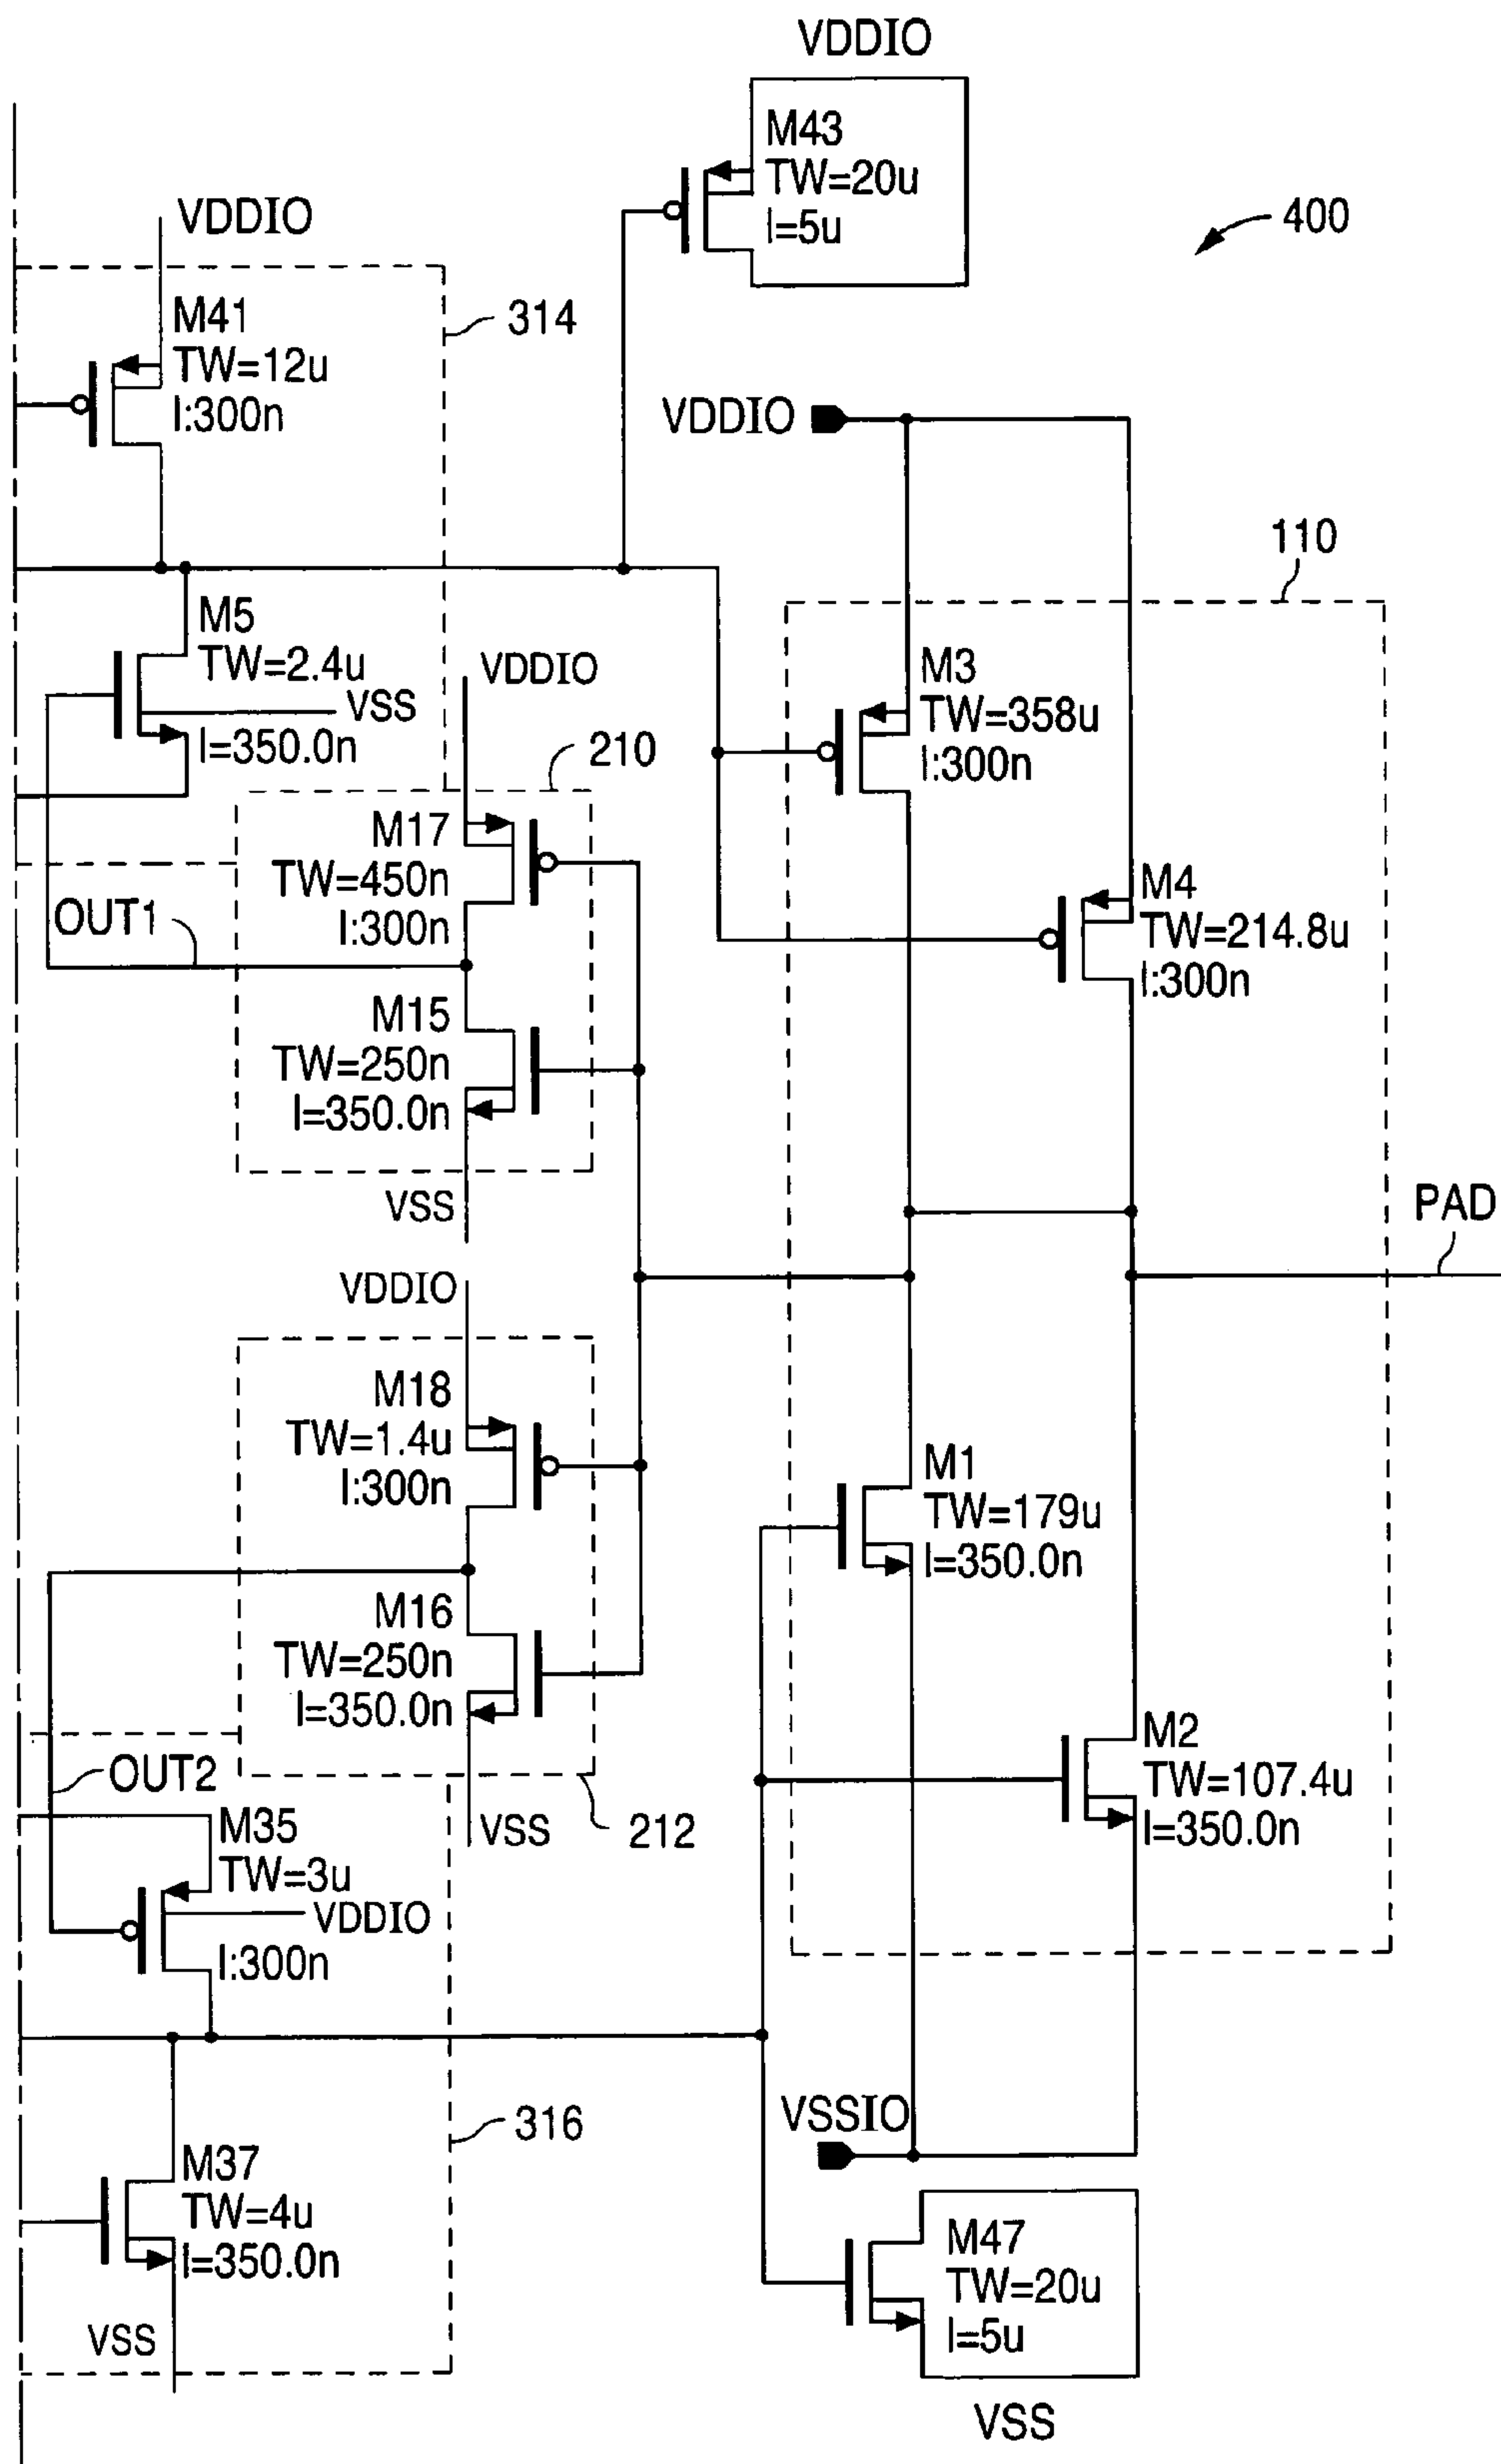 VDDIO
M43
TW=20u
l=5u
400
VDDIO
M41
TW=12u
l:300n
314
VDDIO
110
M5
TW=2.4u
VSS
l=350.0n
VDDIO
M3
TW=358u
l:300n
210
M17
TW=450n
l:300n
OUT1
M4
TW=214.8u
l:300n
M15
TW=250n
l=350.0n
VSS
PAD
VDDIO
M18
TW=1.4u
l:300n
M1
TW=179u
l=350.0n
M16
TW=250n
l=350.0n
OUT2
M2
TW=107.4u
l=350.0n
VSS
212
M35
TW=3u
VDDIO
l:300n
VSSIO
316
M37
TW=4u
l=350.0n
VSS
M47
TW=20u
l=5u
VSS